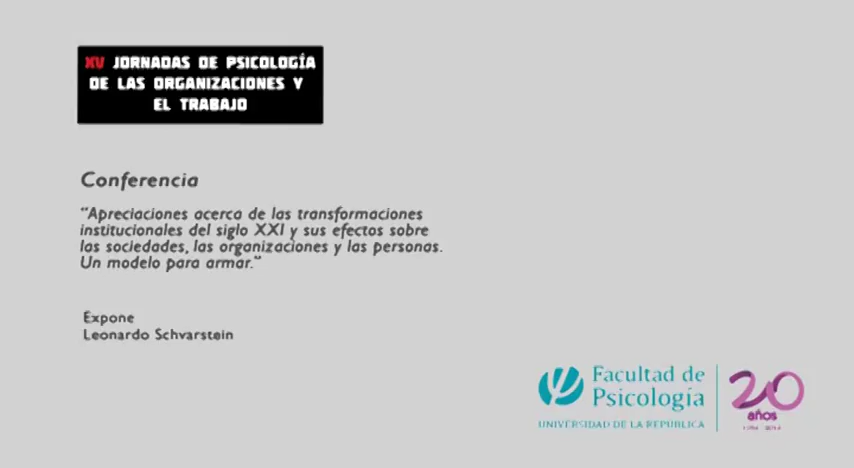 XV JORNADAS DE PSICOLOGÍA
DE LAS ORGANIZACIONES Y
EL TRABAJO
Conferencia
“Apreciaciones acerca de las transformaciones
institucionales del siglo XXI y sus efectos sobre
las sociedades, las organizaciones y las personas.
Un modelo para armar.”
Expone
Leonardo Schvarstein
Facultad de
Psicología
UNIVERSIDAD DE LA REPÚBLICA
20
años